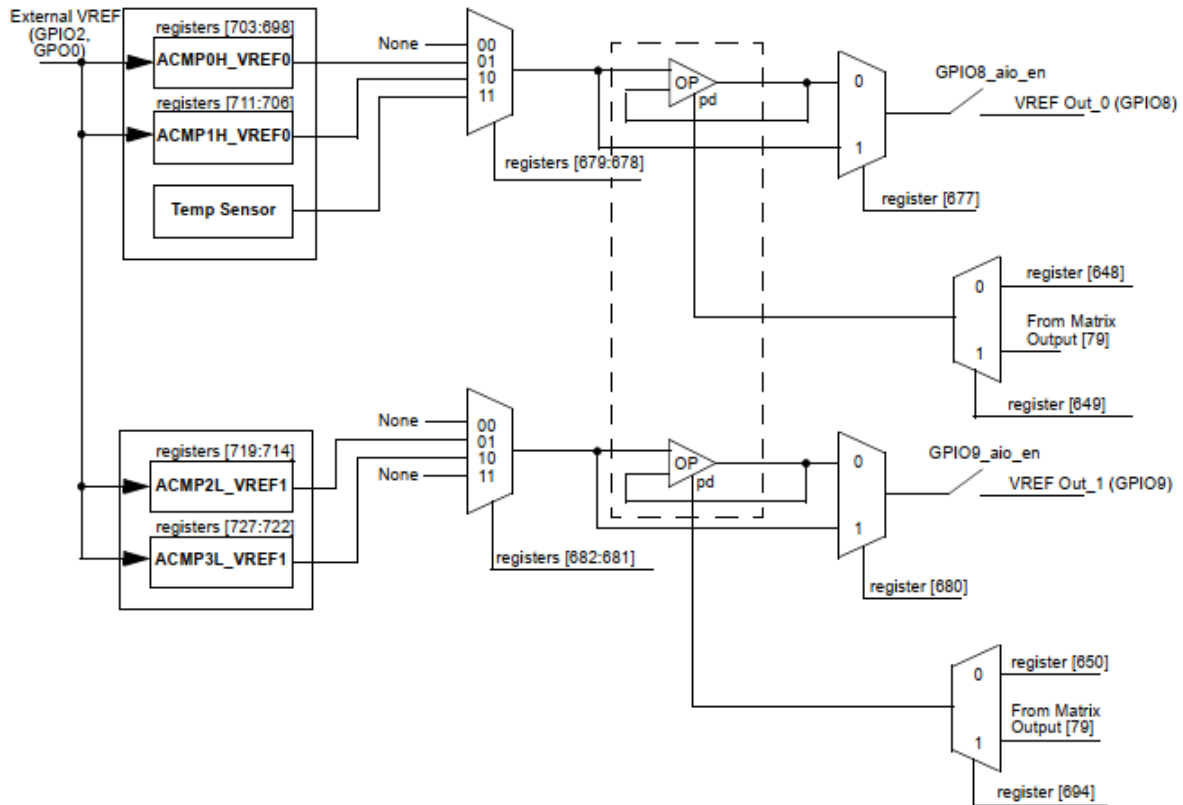 External VREF
(GPIO2,
GPO0)
registers [703:698]
ACMP0H_VREF0
registers [711:706]
ACMP1H_VREF0
Temp Sensor
None
00
01
10
11
registers [679:678]
OP
pd
0
1
register [677]
GPIO8_aio_en
VREF Out_0 (GPIO8)
0
1
register [648]
From Matrix
Output [79]
register [649]
registers [719:714]
ACMP2L_VREF1
registers [727:722]
ACMP3L_VREF1
None
None
00
01
10
11
registers [682:681]
OP
pd
0
1
register [680]
GPIO9_aio_en
VREF Out_1 (GPIO9)
0
1
register [650]
From Matrix
Output [79]
register [694]